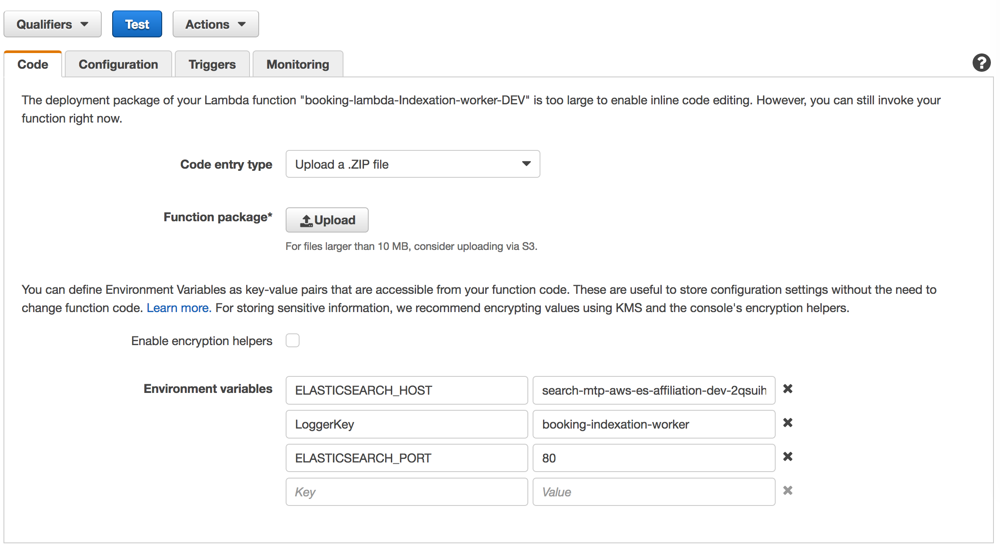 Qualifiers Test Actions
Code Configuration Triggers Monitoring ?
The deployment package of your Lambda function "booking-lambda-Indexation-worker-DEV" is too large to enable inline code editing. However, you can still invoke your
function right now.
Code entry type Upload a .ZIP file
Function package* Upload
For files larger than 10 MB, consider uploading via S3.
You can define Environment Variables as key-value pairs that are accessible from your function code. These are useful to store configuration settings without the need to
change function code. Learn more. For storing sensitive information, we recommend encrypting values using KMS and the console's encryption helpers.
Enable encryption helpers
Environment variables ELASTICSEARCH_HOST search-mtp-aws-es-affiliation-dev-2qsuih
LoggerKey booking-indexation-worker
ELASTICSEARCH_PORT 80
Key Value